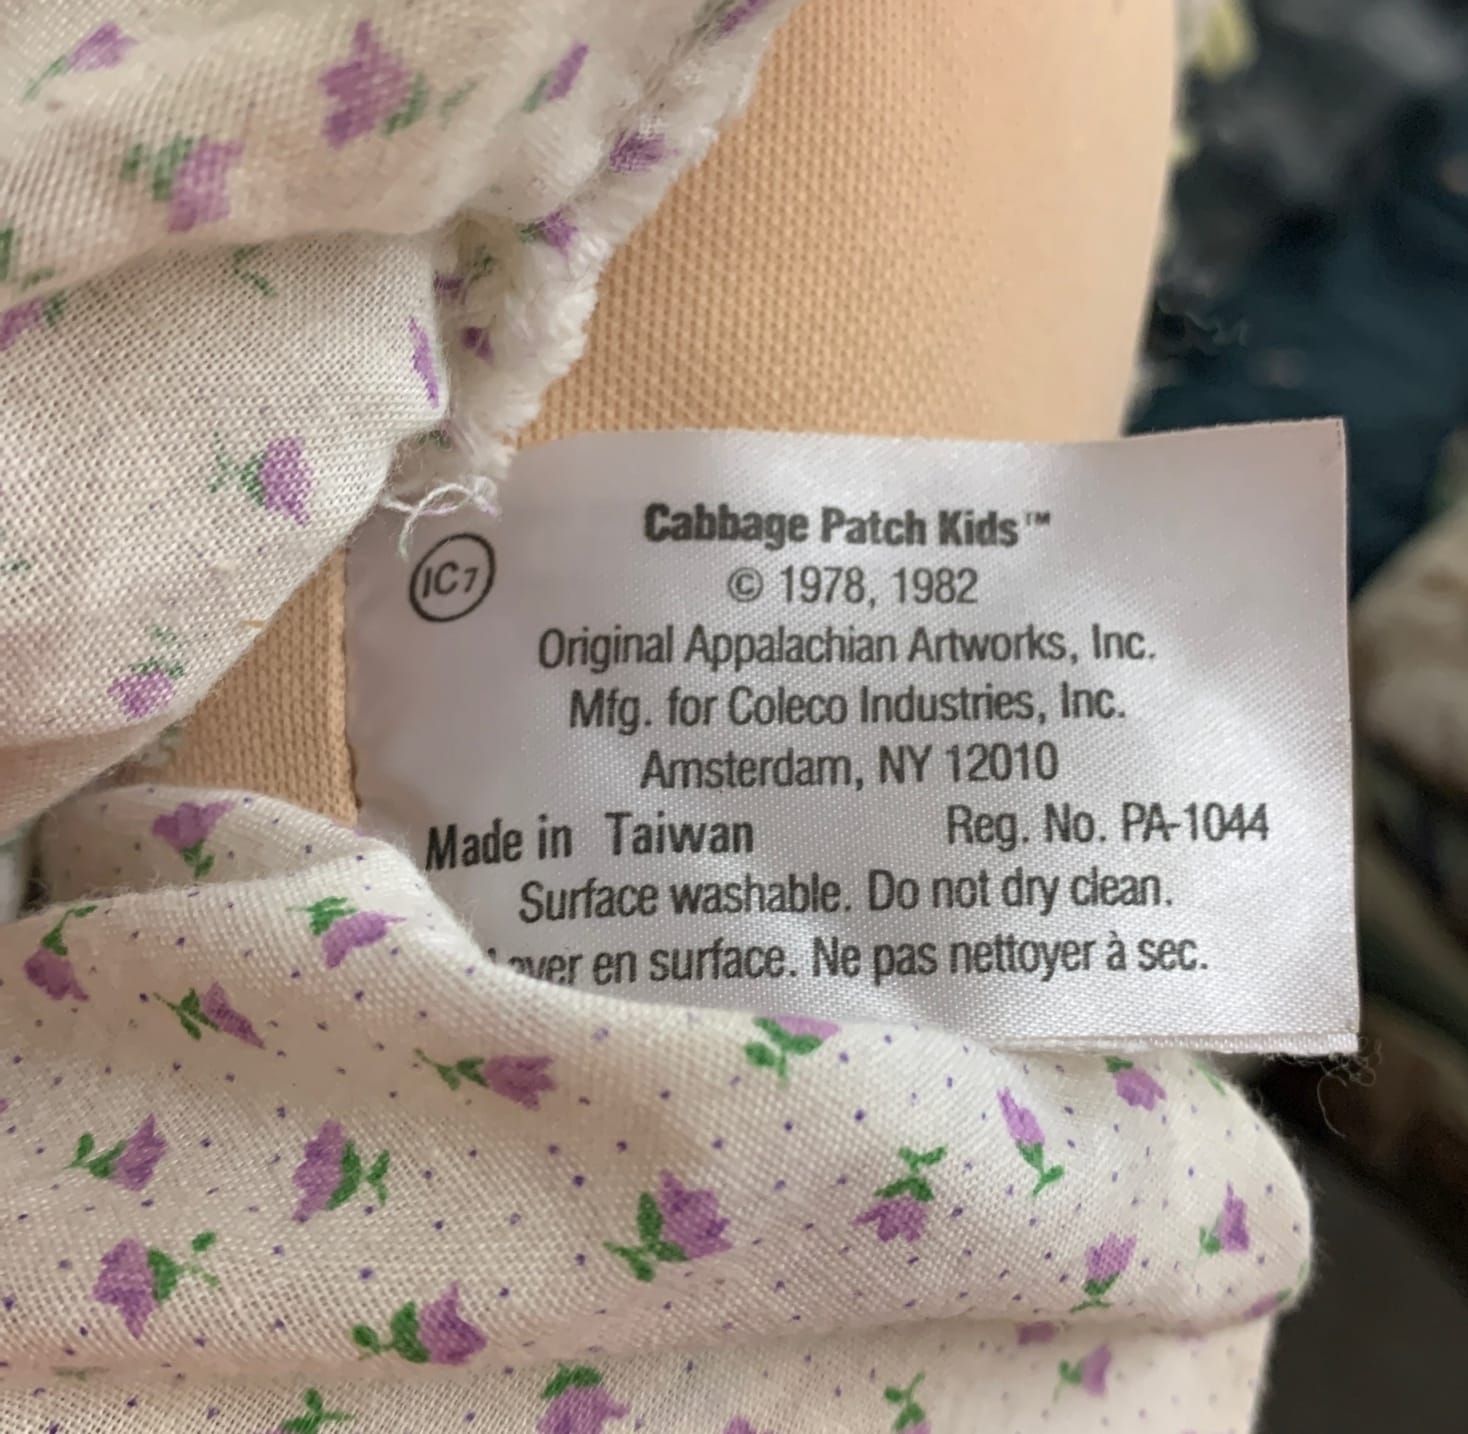 Cabbage Patch Kids™
IC7
© 1978, 1982
Original Appalachian Artworks, Inc.
Mfg. for Coleco Industries, Inc.
Amsterdam, NY 12010
Made in Taiwan Reg. No. PA-1044
Surface washable. Do not dry clean.
en surface. Ne pas nettoyer à sec.